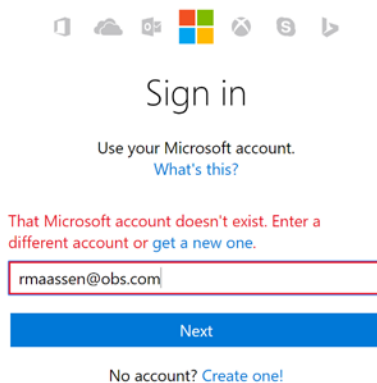 Sign in
Use your Microsoft account.
What's this?
That Microsoft account doesn't exist. Enter a
different account or get a new one.
rmaassen@obs.com
Next
No account? Create one!